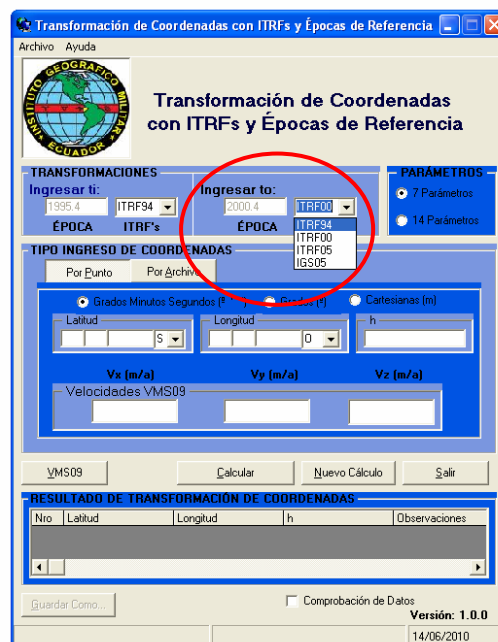 Transformación de Coordenadas con ITRFs y Épocas de Referencia
Archivo Ayuda
INSTITUTO GEOGRAFICO MILITAR
ECUADOR
Transformación de Coordenadas
con ITRFs y Épocas de Referencia
TRANSFORMACIONES
PARÁMETROS
Ingresar ti:
Ingresar to:
1995.4 ITRF94
2000.4 ITRF00
7 Parámetros
ÉPOCA ITRF's
ÉPOCA
14 Parámetros
ITRF94
ITRF00
ITRF05
IGS05
TIPO INGRESO DE COORDENADAS
Por Punto Por Archivo
Grados Minutos Segundos (º Grados (º) Cartesianas (m)
Latitud Longitud h
S O
Vx (m/a) Vy (m/a) Vz (m/a)
Velocidades VMS09
VMS09 Calcular Nuevo Cálculo Salir
RESULTADO DE TRANSFORMACIÓN DE COORDENADAS
Nro Latitud Longitud h Observaciones
Guardar Como... Comprobación de Datos
Versión: 1.0.0
14/06/2010